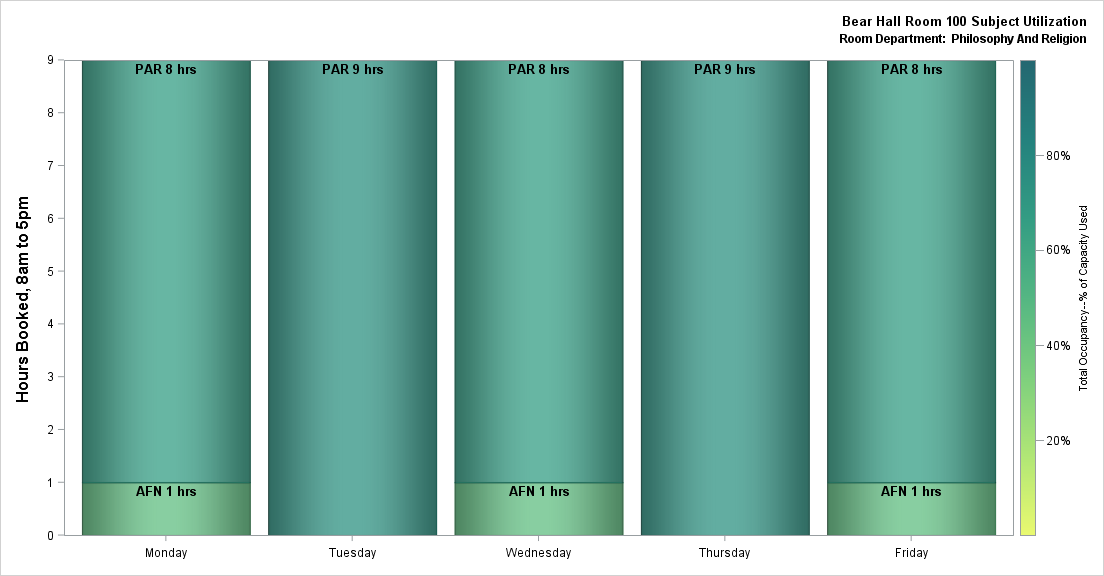 Bear Hall Room 100 Subject Utilization
Room Department: Philosophy And Religion
Hours Booked, 8am to 5pm
9
8
7
6
5
4
3
2
1
0
PAR 8 hrs
PAR 9 hrs
PAR 8 hrs
PAR 9 hrs
PAR 8 hrs
AFN 1 hrs
AFN 1 hrs
AFN 1 hrs
Monday
Tuesday
Wednesday
Thursday
Friday
80%
60%
40%
20%
Total Occupancy--% of Capacity Used